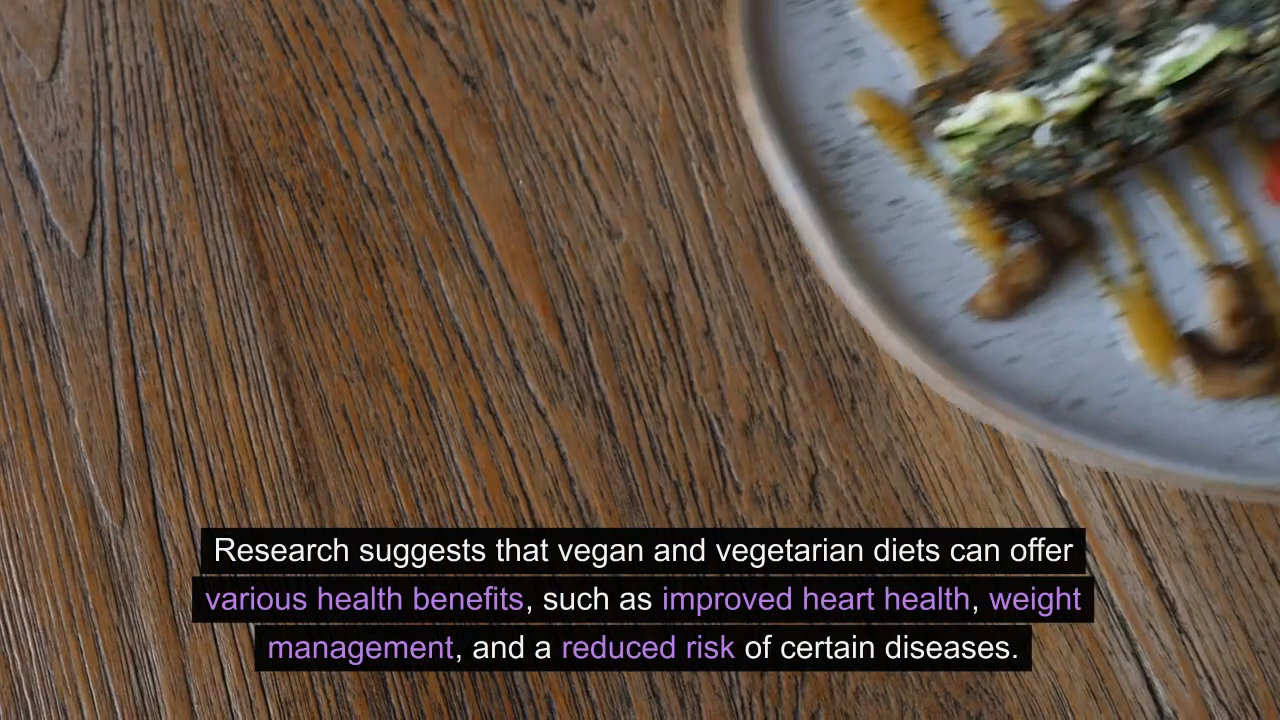 Research suggests that vegan and vegetarian diets can offer
various health benefits, such as improved heart health, weight
management, and a reduced risk of certain diseases.